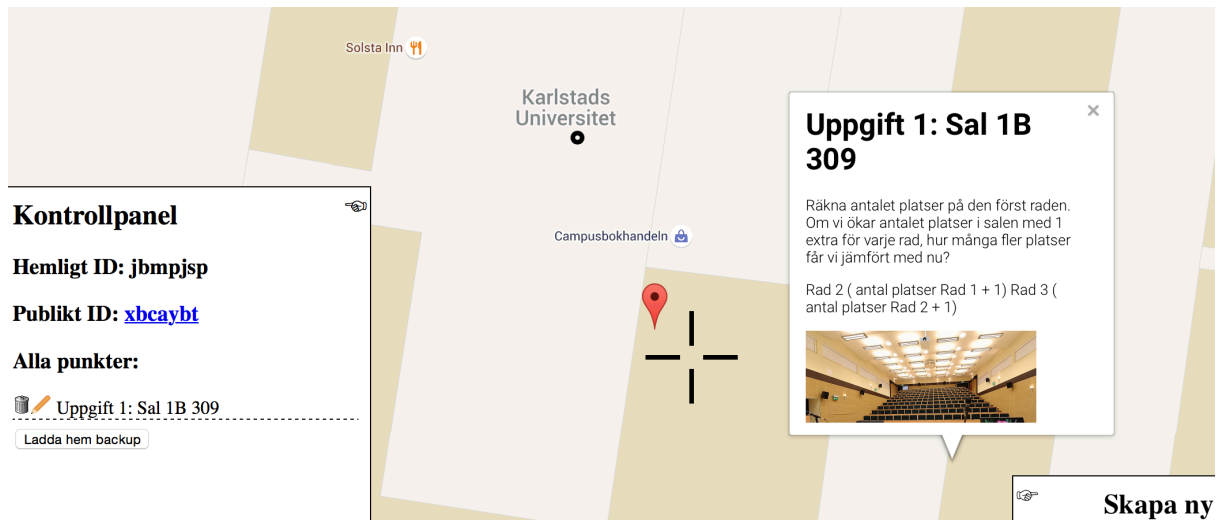 Solsta Inn
Karlstads
Universitet
Campusbokhandeln
Kontrollpanel
Hemligt ID: jbmpjsp
Publikt ID: xbcaybt
Alla punkter:
Uppgift 1: Sal 1B 309
Ladda hem backup
×
Uppgift 1: Sal 1B
309
Räkna antalet platser på den först raden.
Om vi ökar antalet platser i salen med 1
extra för varje rad, hur många fler platser
får vi jämfört med nu?
Rad 2 ( antal platser Rad 1 + 1) Rad 3 (
antal platser Rad 2 + 1)
Skapa ny